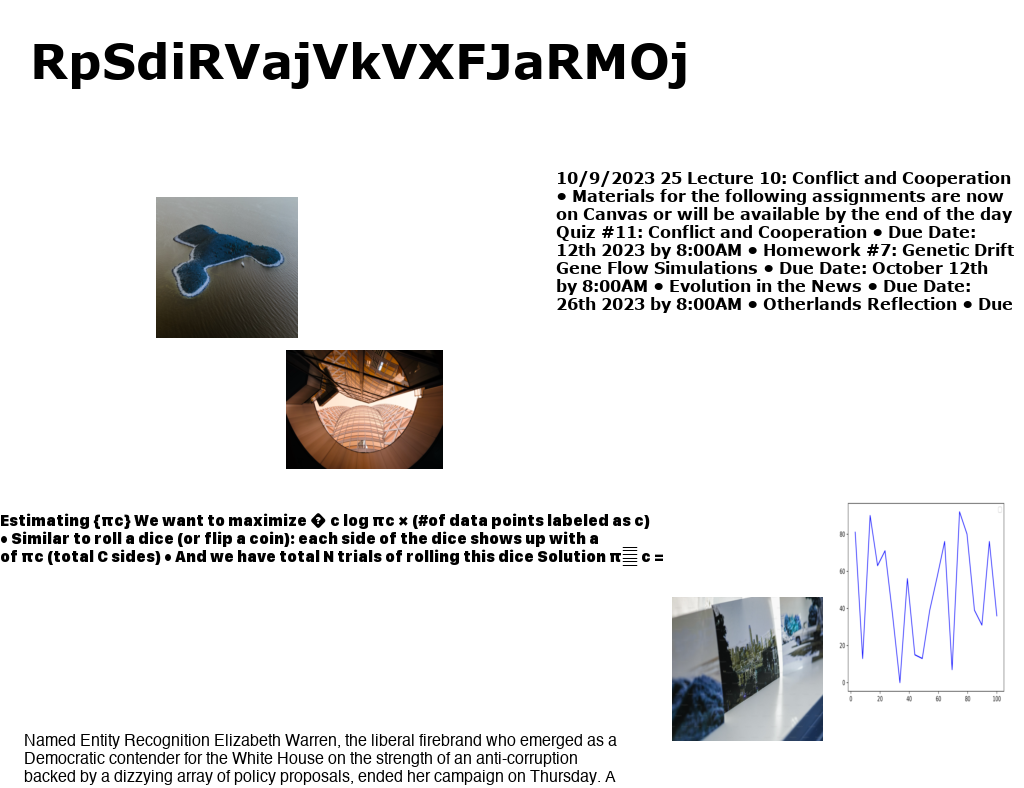 RpSdiRVajVkVXFJaRMOj
10/9/2023 25 Lecture 10: Conflict and Cooperation
● Materials for the following assignments are now
on Canvas or will be available by the end of the day
Quiz #11: Conflict and Cooperation ● Due Date:
12th 2023 by 8:00AM ● Homework #7: Genetic Drift
Gene Flow Simulations ● Due Date: October 12th
by 8:00AM ● Evolution in the News ● Due Date:
26th 2023 by 8:00AM ● Otherlands Reflection ● Due
Estimating {πc} We want to maximize � c log πc × (#of data points labeled as c)
• Similar to roll a dice (or flip a coin): each side of the dice shows up with a
of πc (total C sides) • And we have total N trials of rolling this dice Solution π c =
80
60
40
20
0
0 20 40 60 80 100
Named Entity Recognition Elizabeth Warren, the liberal firebrand who emerged as a
Democratic contender for the White House on the strength of an anti-corruption
backed by a dizzying array of policy proposals, ended her campaign on Thursday. A